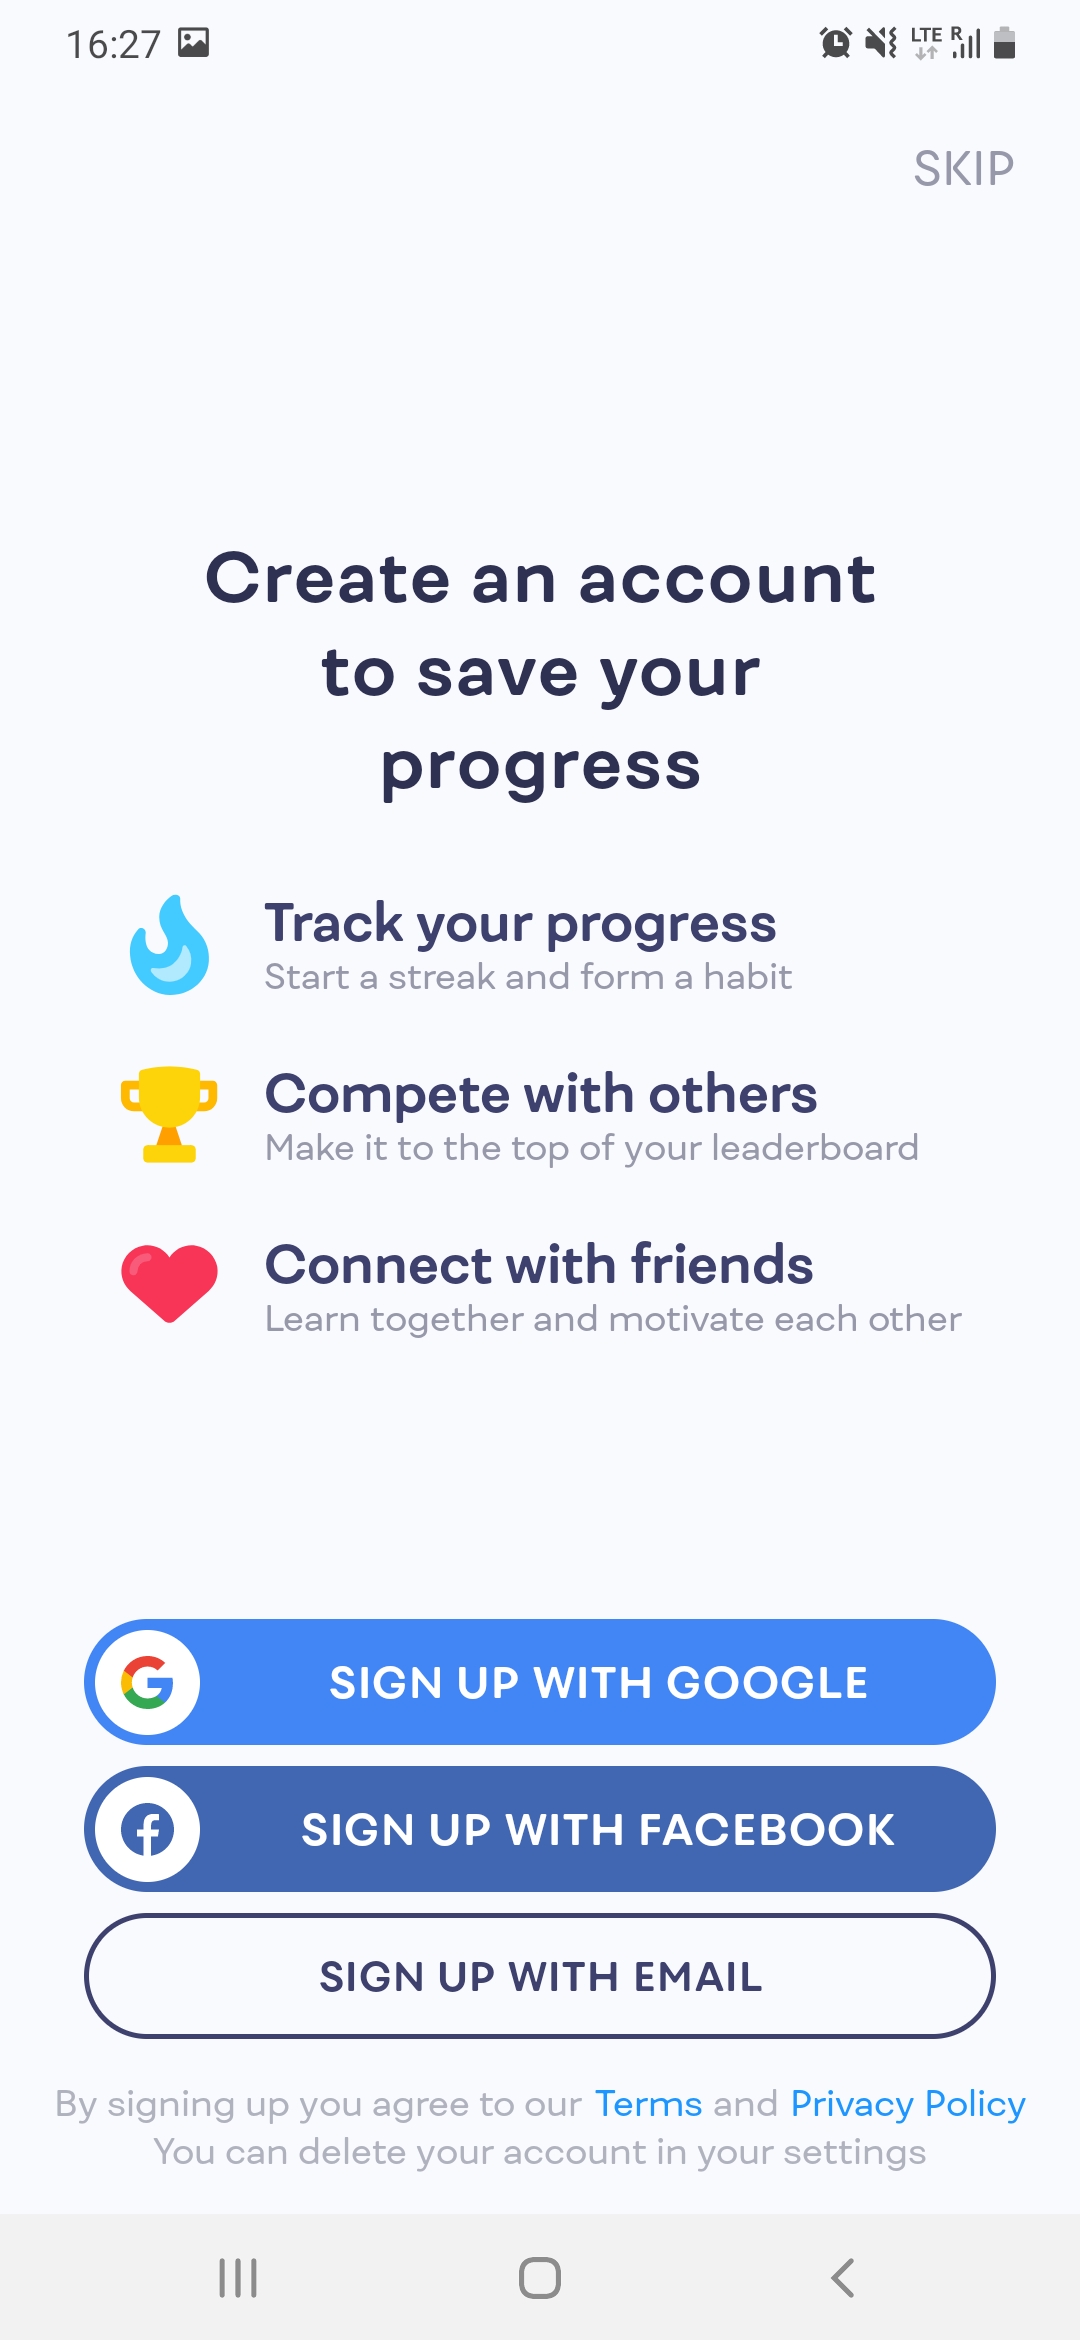 16:27
LTE R
SKIP
Create an account
to save your
progress
Track your progress
Start a streak and form a habit
Compete with others
Make it to the top of your leaderboard
Connect with friends
Learn together and motivate each other
SIGN UP WITH GOOGLE
SIGN UP WITH FACEBOOK
SIGN UP WITH EMAIL
By signing up you agree to our Terms and Privacy Policy
You can delete your account in your settings